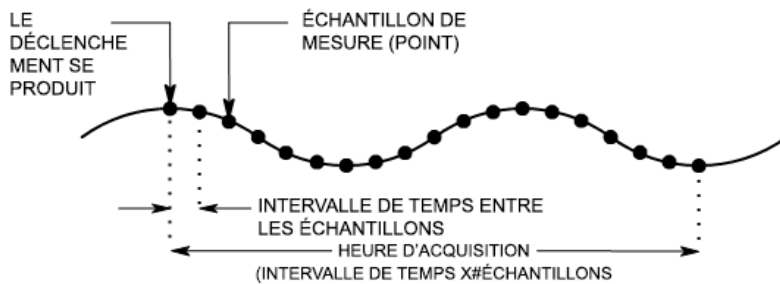 LE
DÉCLENCHE
MENT SE
PRODUIT
ÉCHANTILLON DE
MESURE (POINT)
INTERVALLE DE TEMPS ENTRE
LES ÉCHANTILLONS
HEURE D'ACQUISITION
(INTERVALLE DE TEMPS X#ÉCHANTILLONS